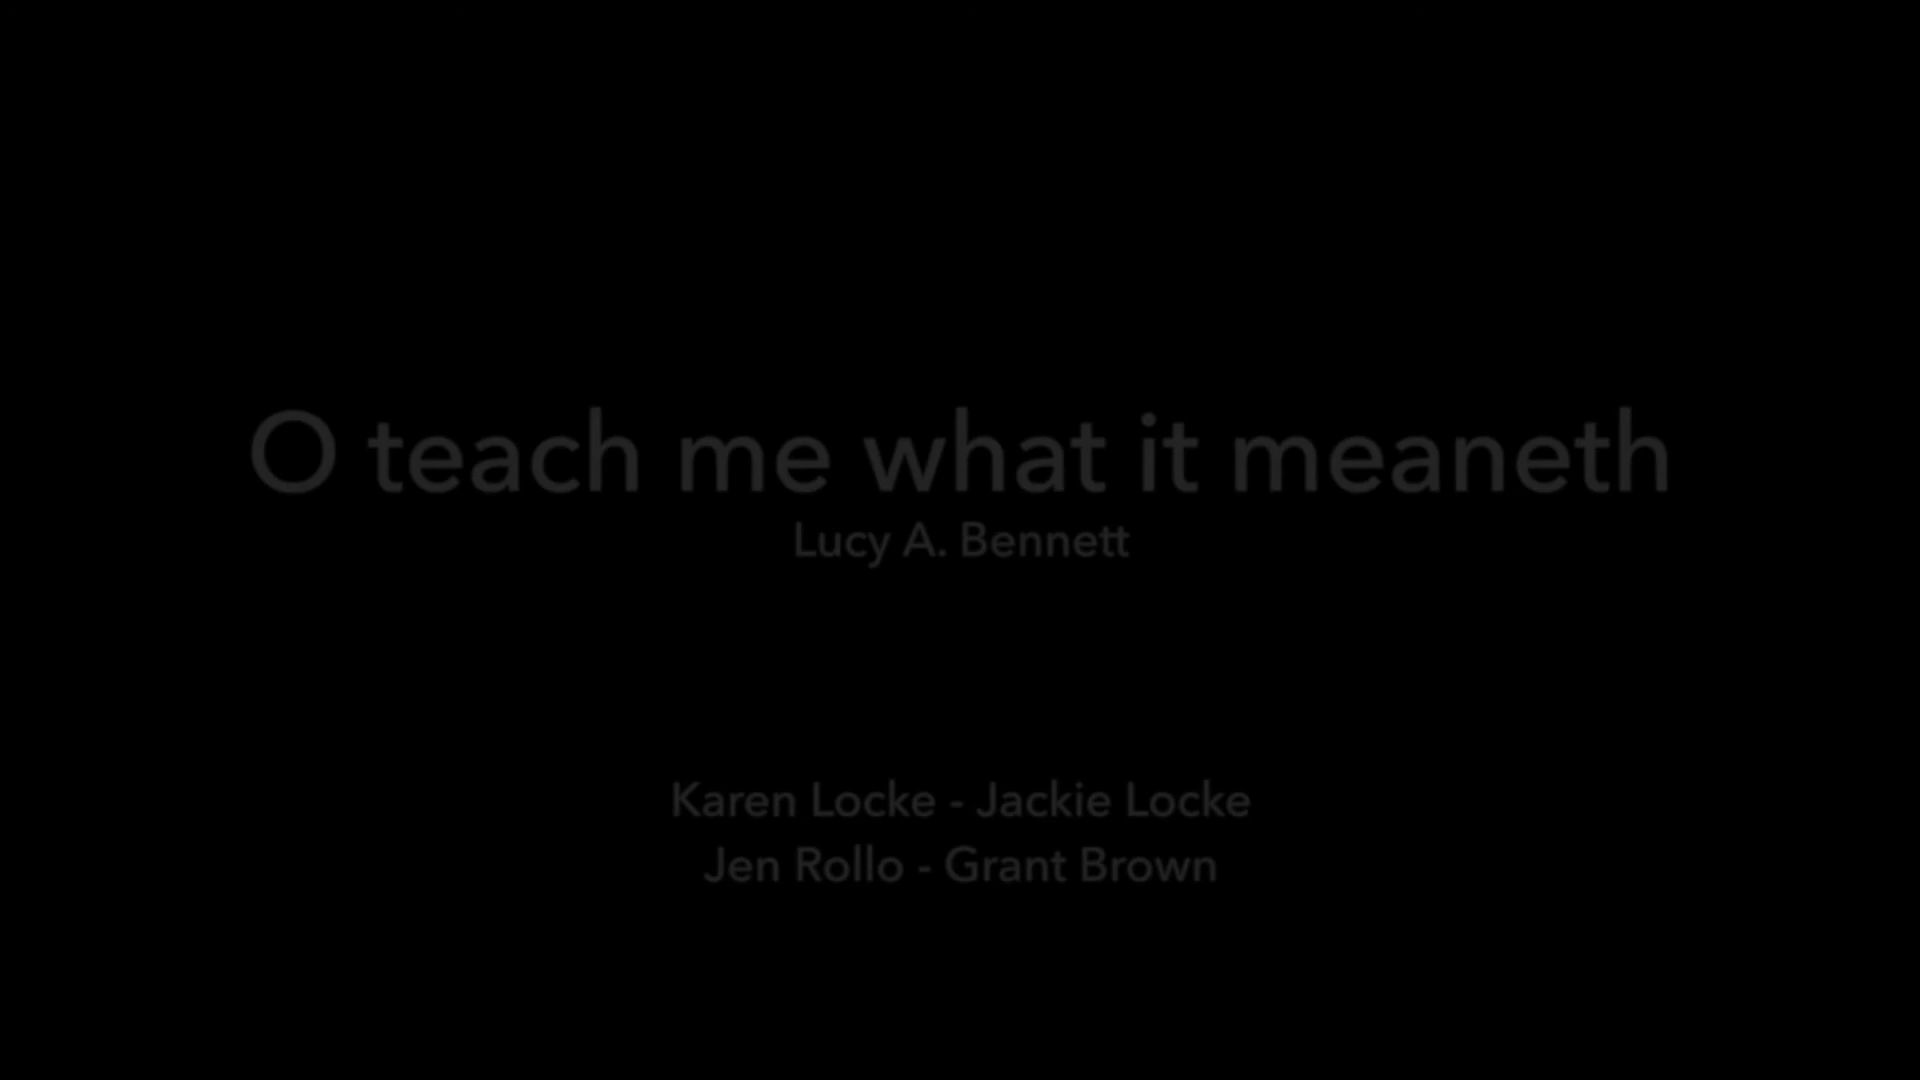 O teach me what it meaneth
Lucy A. Bennett
Karen Locke - Jackie Locke
Jen Rollo - Grant Brown